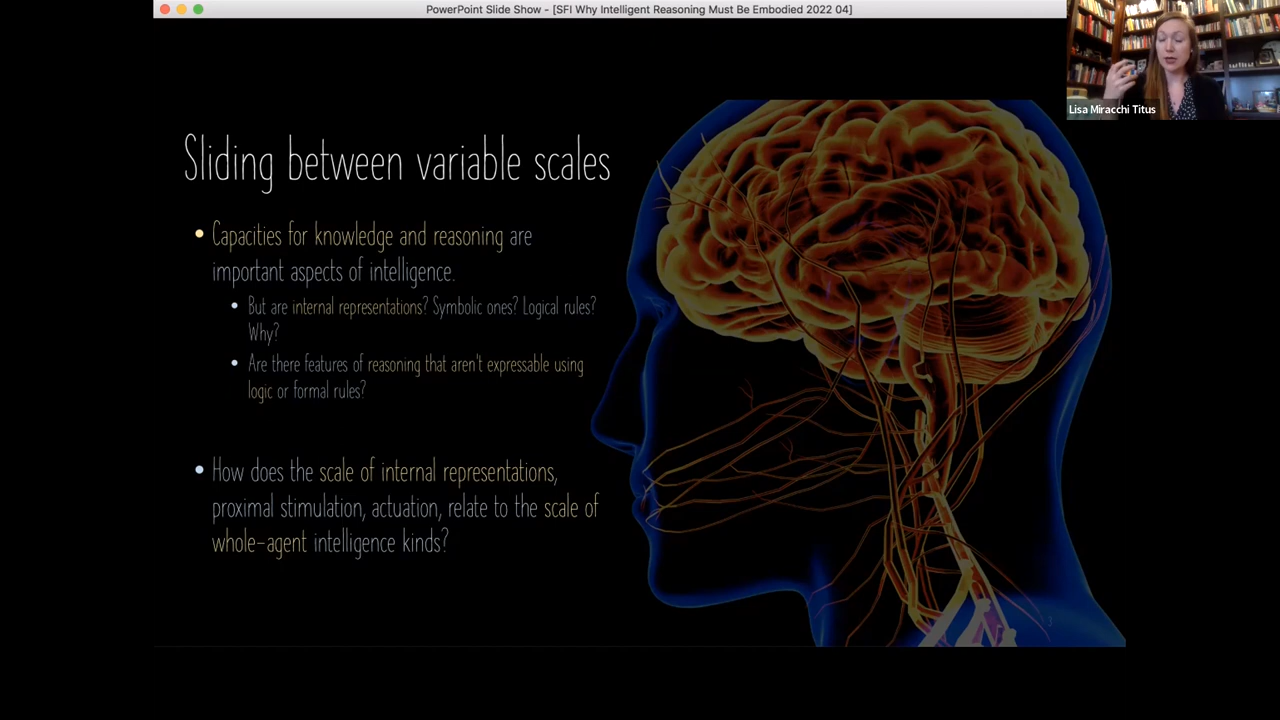 PowerPoint Slide Show - [SFI Why Intelligent Reasoning Must Be Embodied 2022 04]
Lisa Miracchi Titus
Sliding between variable scales
• Capacities for knowledge and reasoning are
important aspects of intelligence.
• But are internal representations? Symbolic ones? Logical rules?
Why?
• Are there features of reasoning that aren't expressable using
logic or formal rules?
• How does the scale of internal representations,
proximal stimulation, actuation, relate to the scale of
whole-agent intelligence kinds?
3